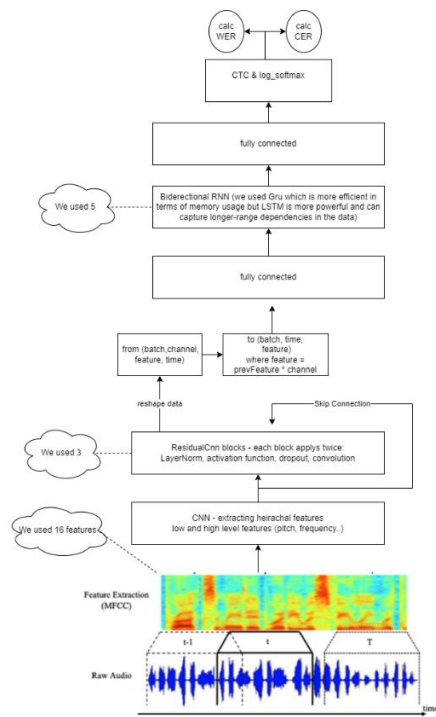 calc
WER
calc
CER
CTC & log_softmax
fully connected
Biderectional RNN (we used Gru which is more efficient in
terms of memory usage but LSTM is more powerful and can
capture longer-range dependencies in the data)
We used 5
fully connected
from (batch,channel,
feature, time)
to (batch, time,
feature)
where feature =
prevFeature * channel
reshape data
Skip Connection
ResidualCnn blocks - each block applys twice:
LayerNorm, activation function, dropout, convolution
We used 3
CNN - extracting heirachal features
low and high level features (pitch, frequency..)
We used 16 features
Feature Extraction
(MFCC)
t-1
t
T
Raw Audio
time